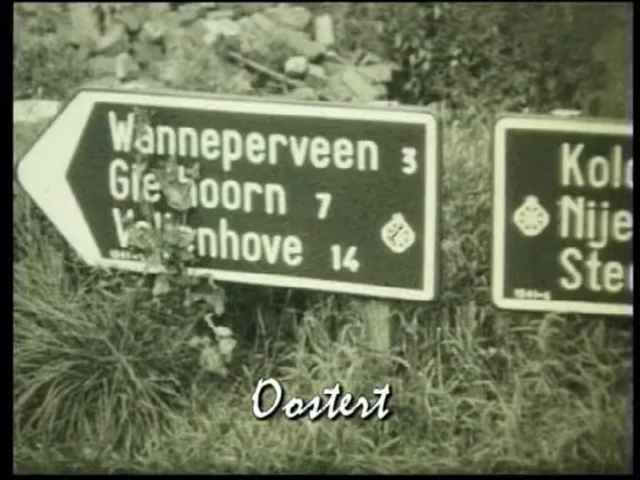 Wanneperveen 3
Giethoorn 7
Vollenhove 14
Kol
Nije
Ste
Oostert